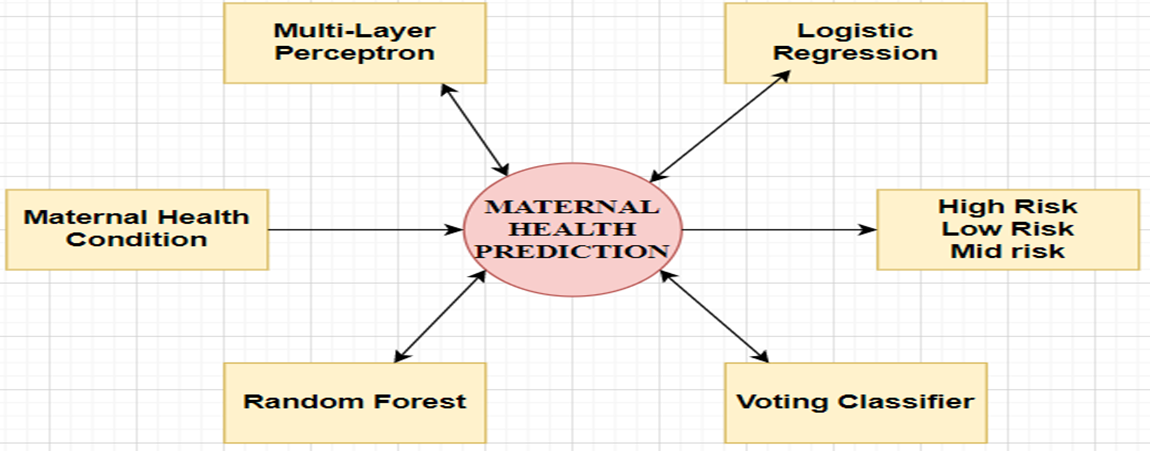 Multi-Layer
Perceptron
Logistic
Regression
Maternal Health
Condition
MATERNAL
HEALTH
PREDICTION
High Risk
Low Risk
Mid risk
Random Forest
Voting Classifier